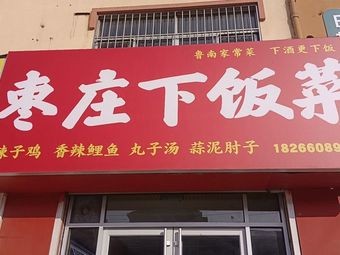 鲁南家常菜 下酒更下饭
枣庄下饭菜
辣子鸡 香辣鲤鱼 丸子汤 蒜泥肘子 18266089